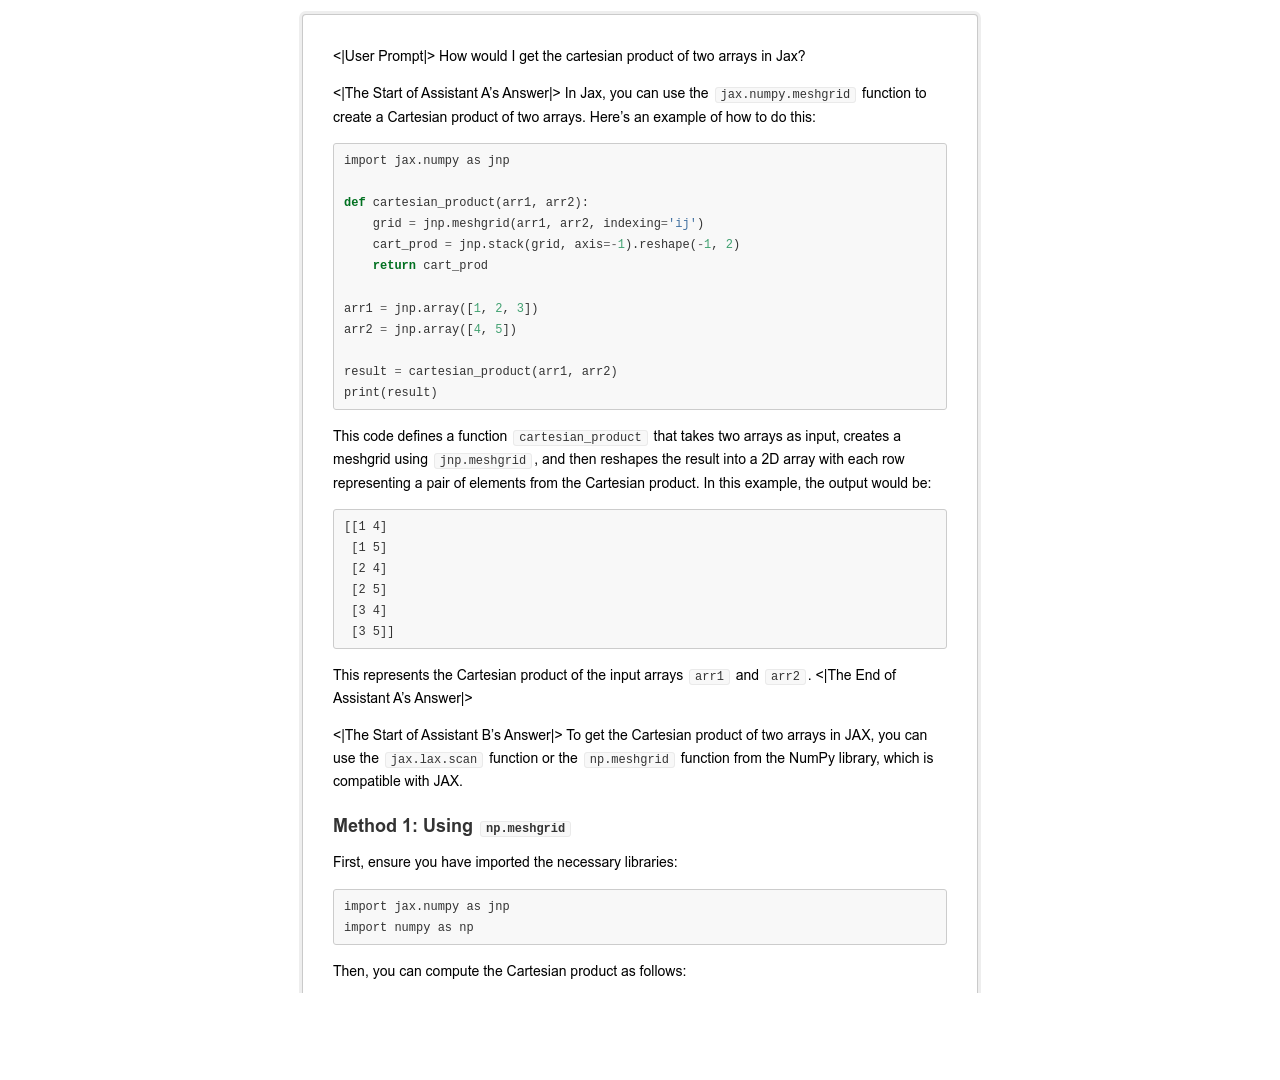 <|User Prompt|> How would I get the cartesian product of two arrays in Jax?
<|The Start of Assistant A’s Answer|> In Jax, you can use the jax.numpy.meshgrid function to
create a Cartesian product of two arrays. Here’s an example of how to do this:
import jax.numpy as jnp
def cartesian_product(arr1, arr2):
    grid = jnp.meshgrid(arr1, arr2, indexing='ij')
    cart_prod = jnp.stack(grid, axis=-1).reshape(-1, 2)
    return cart_prod
arr1 = jnp.array([1, 2, 3])
arr2 = jnp.array([4, 5])
result = cartesian_product(arr1, arr2)
print(result)
This code defines a function cartesian_product that takes two arrays as input, creates a
meshgrid using jnp.meshgrid , and then reshapes the result into a 2D array with each row
representing a pair of elements from the Cartesian product. In this example, the output would be:
[[1 4]
 [1 5]
 [2 4]
 [2 5]
 [3 4]
 [3 5]]
This represents the Cartesian product of the input arrays arr1 and arr2 . <|The End of
Assistant A’s Answer|>
<|The Start of Assistant B’s Answer|> To get the Cartesian product of two arrays in JAX, you can
use the jax.lax.scan function or the np.meshgrid function from the NumPy library, which is
compatible with JAX.
Method 1: Using np.meshgrid
First, ensure you have imported the necessary libraries:
import jax.numpy as jnp
import numpy as np
Then, you can compute the Cartesian product as follows: